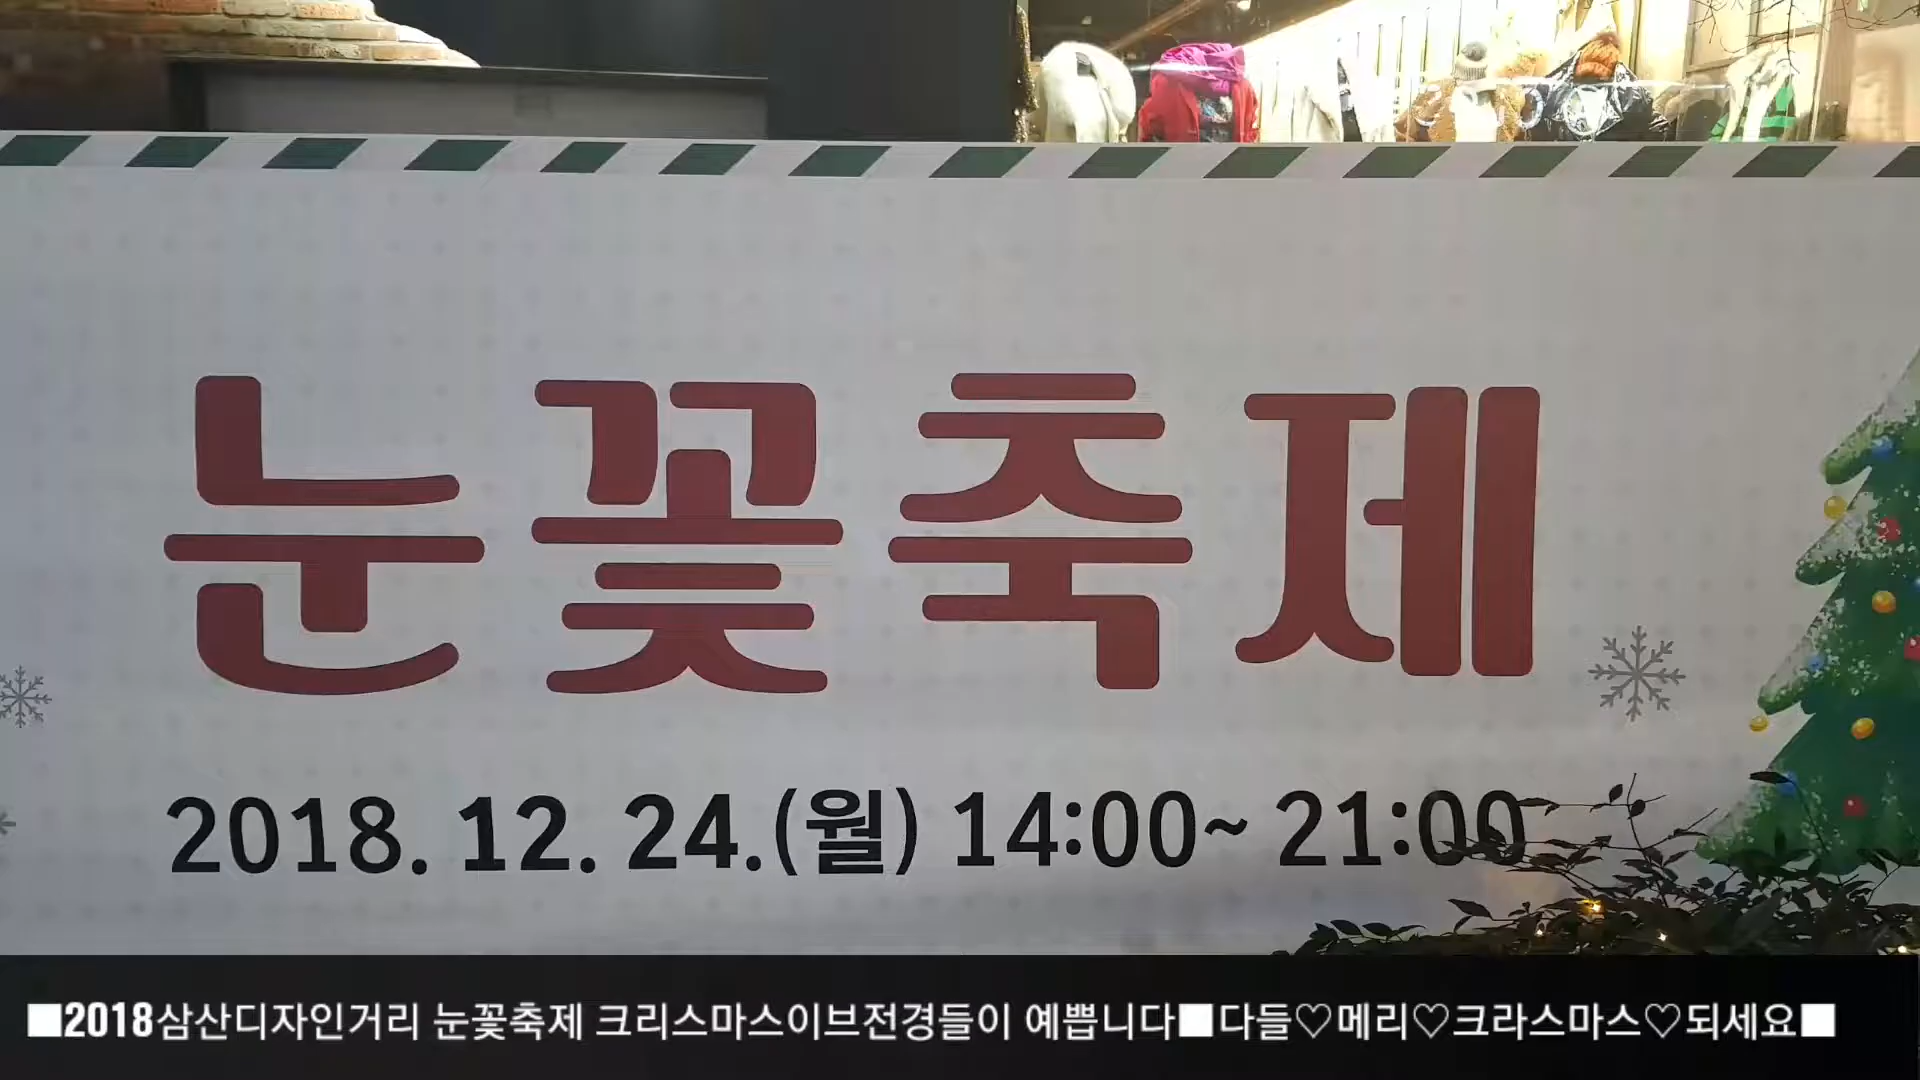 눈꽃축제
2018. 12. 24.(월) 14:00~ 21:00
■2018삼산디자인거리 눈꽃축제 크리스마스이브전경들이 예쁩니다■다들♡메리♡크라스마스♡되세요■